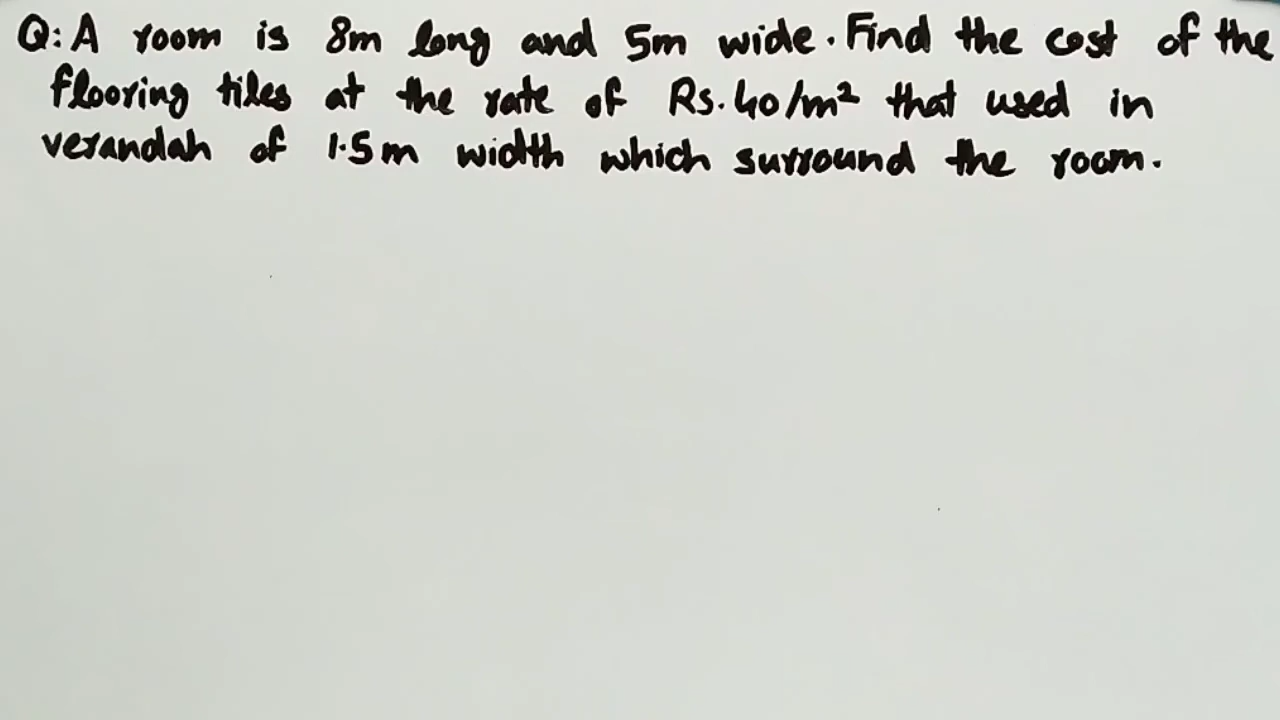 Q: A room is 8m long and 5m wide. Find the cost of the
flooring tiles at the rate of Rs. 40/m² that used in
verandah of 1.5m width which surround the room.